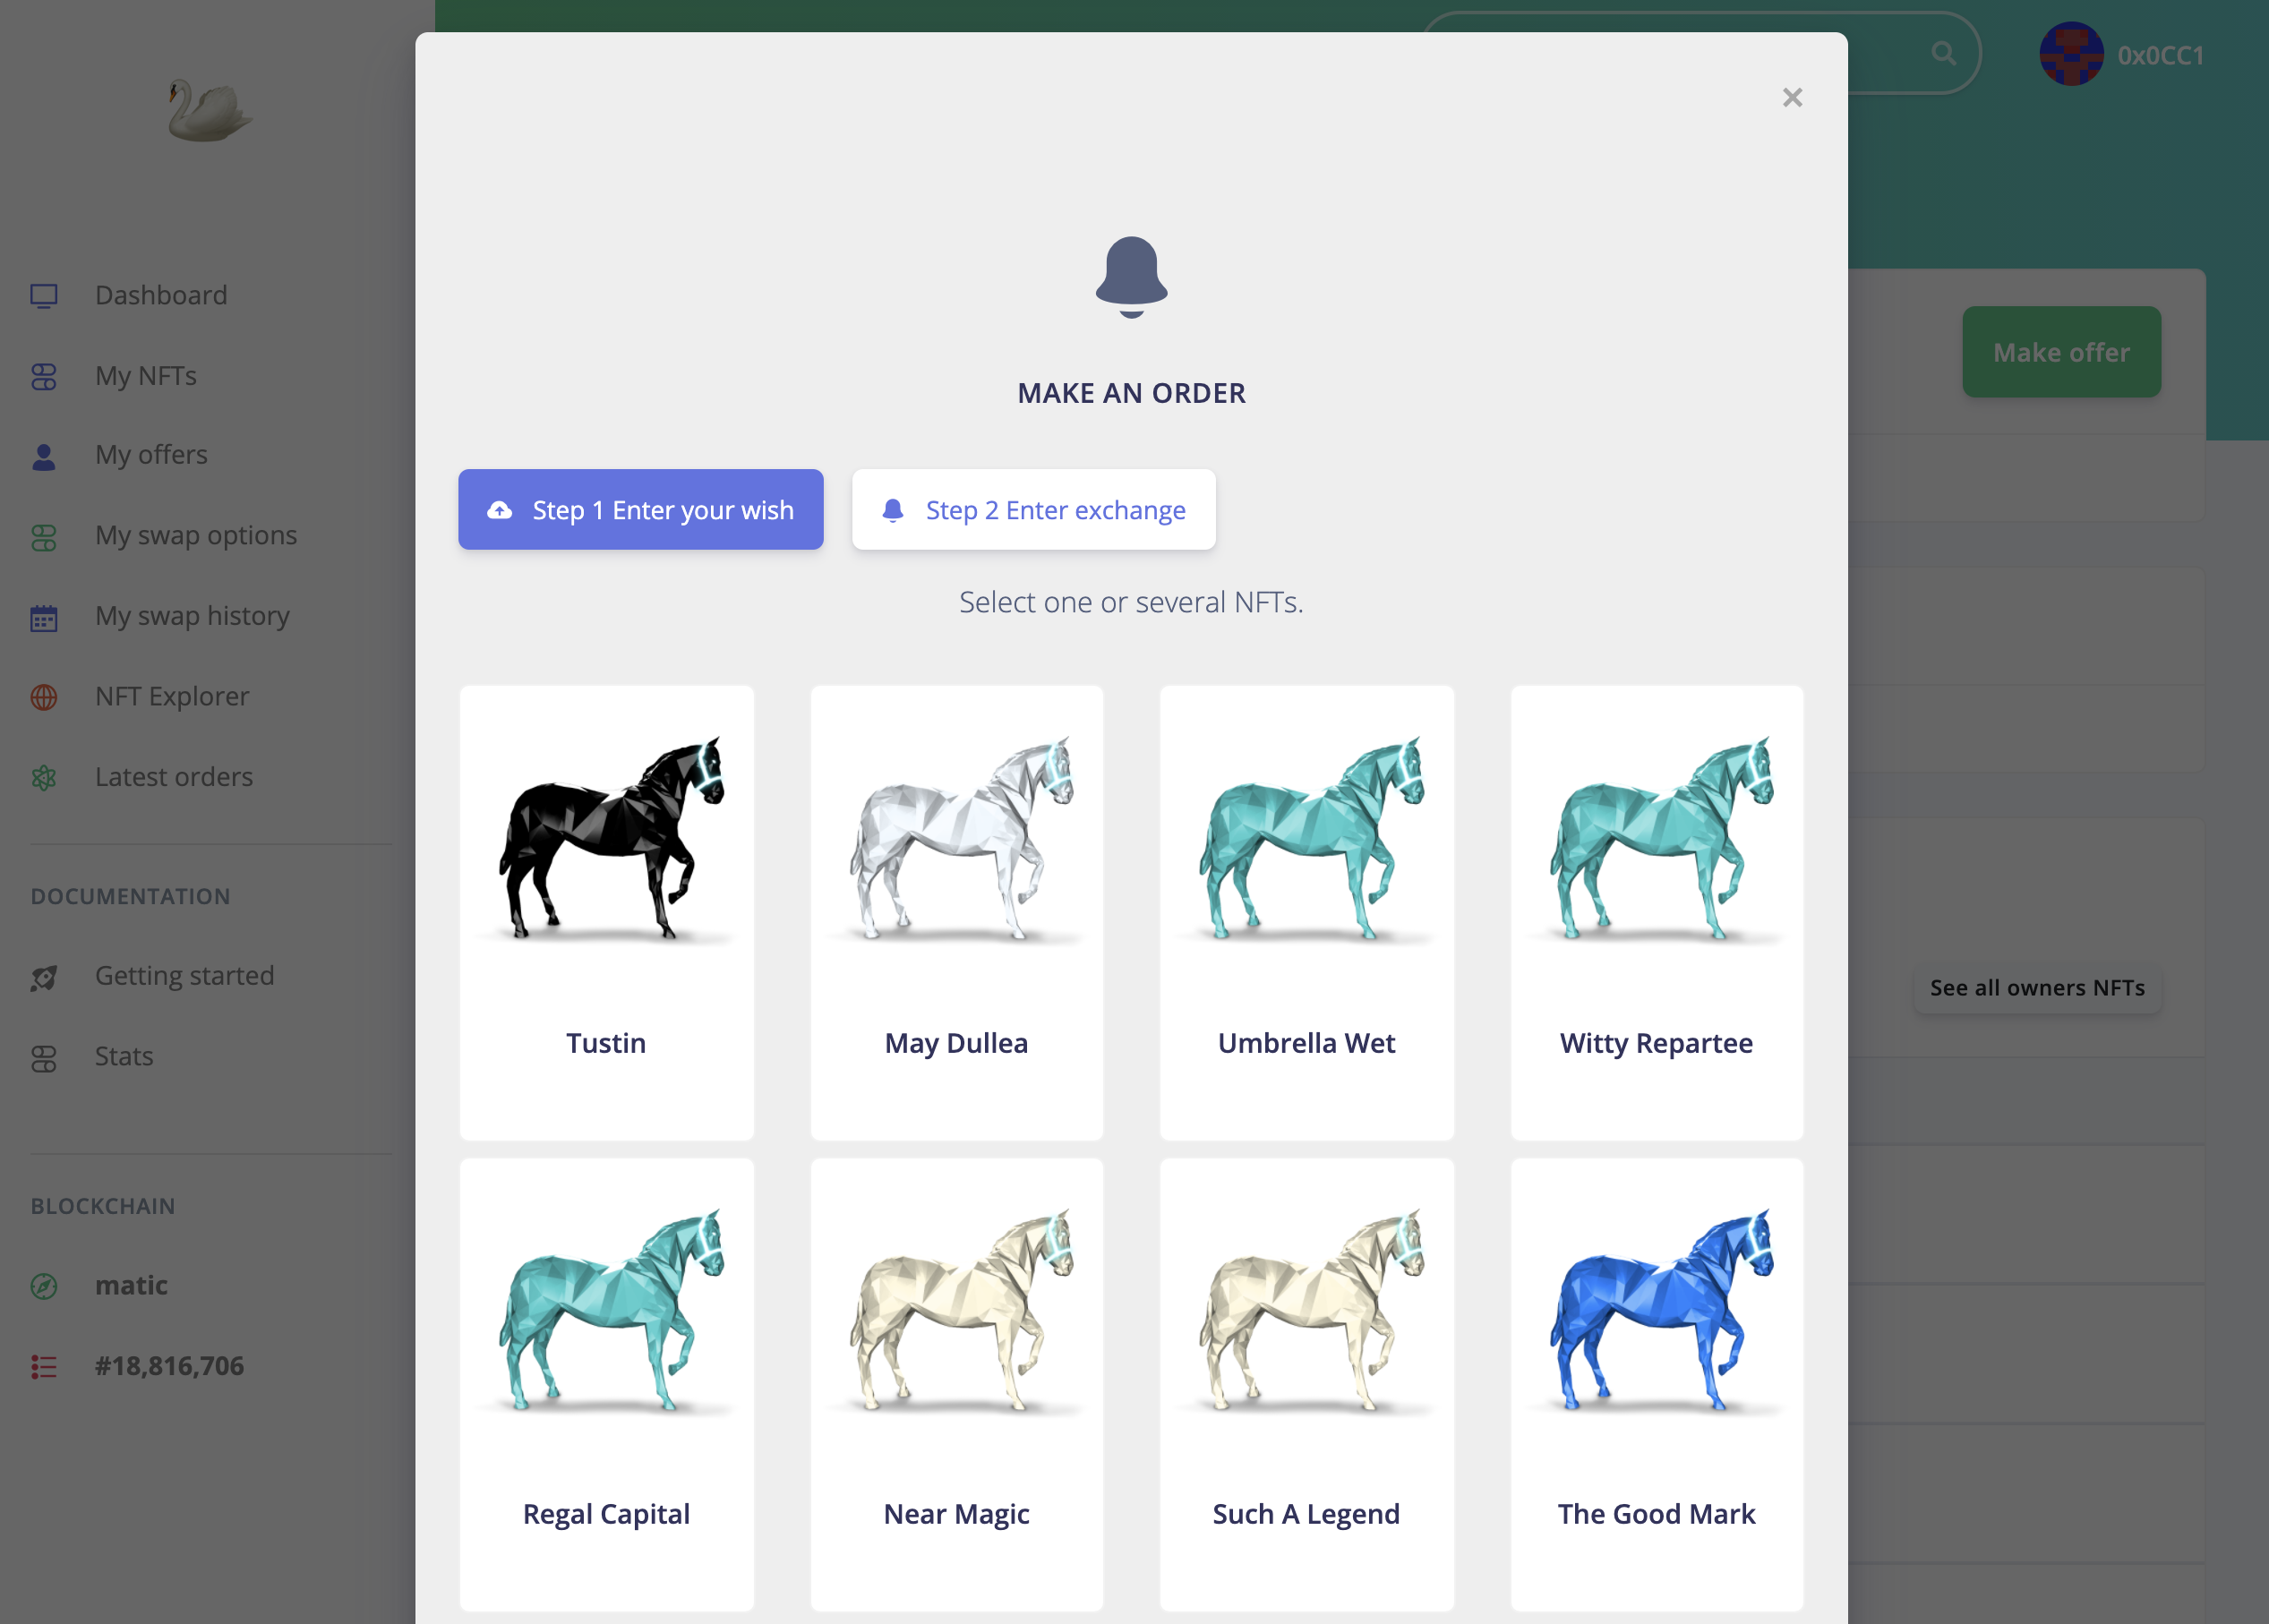 0x0CC1
Dashboard
My NFTs
My offers
My swap options
My swap history
NFT Explorer
Latest orders
DOCUMENTATION
Getting started
Stats
BLOCKCHAIN
matic
#18,816,706
MAKE AN ORDER
Step 1 Enter your wish
Step 2 Enter exchange
Select one or several NFTs.
Tustin
May Dullea
Umbrella Wet
Witty Repartee
Regal Capital
Near Magic
Such A Legend
The Good Mark
Make offer
See all owners NFTs